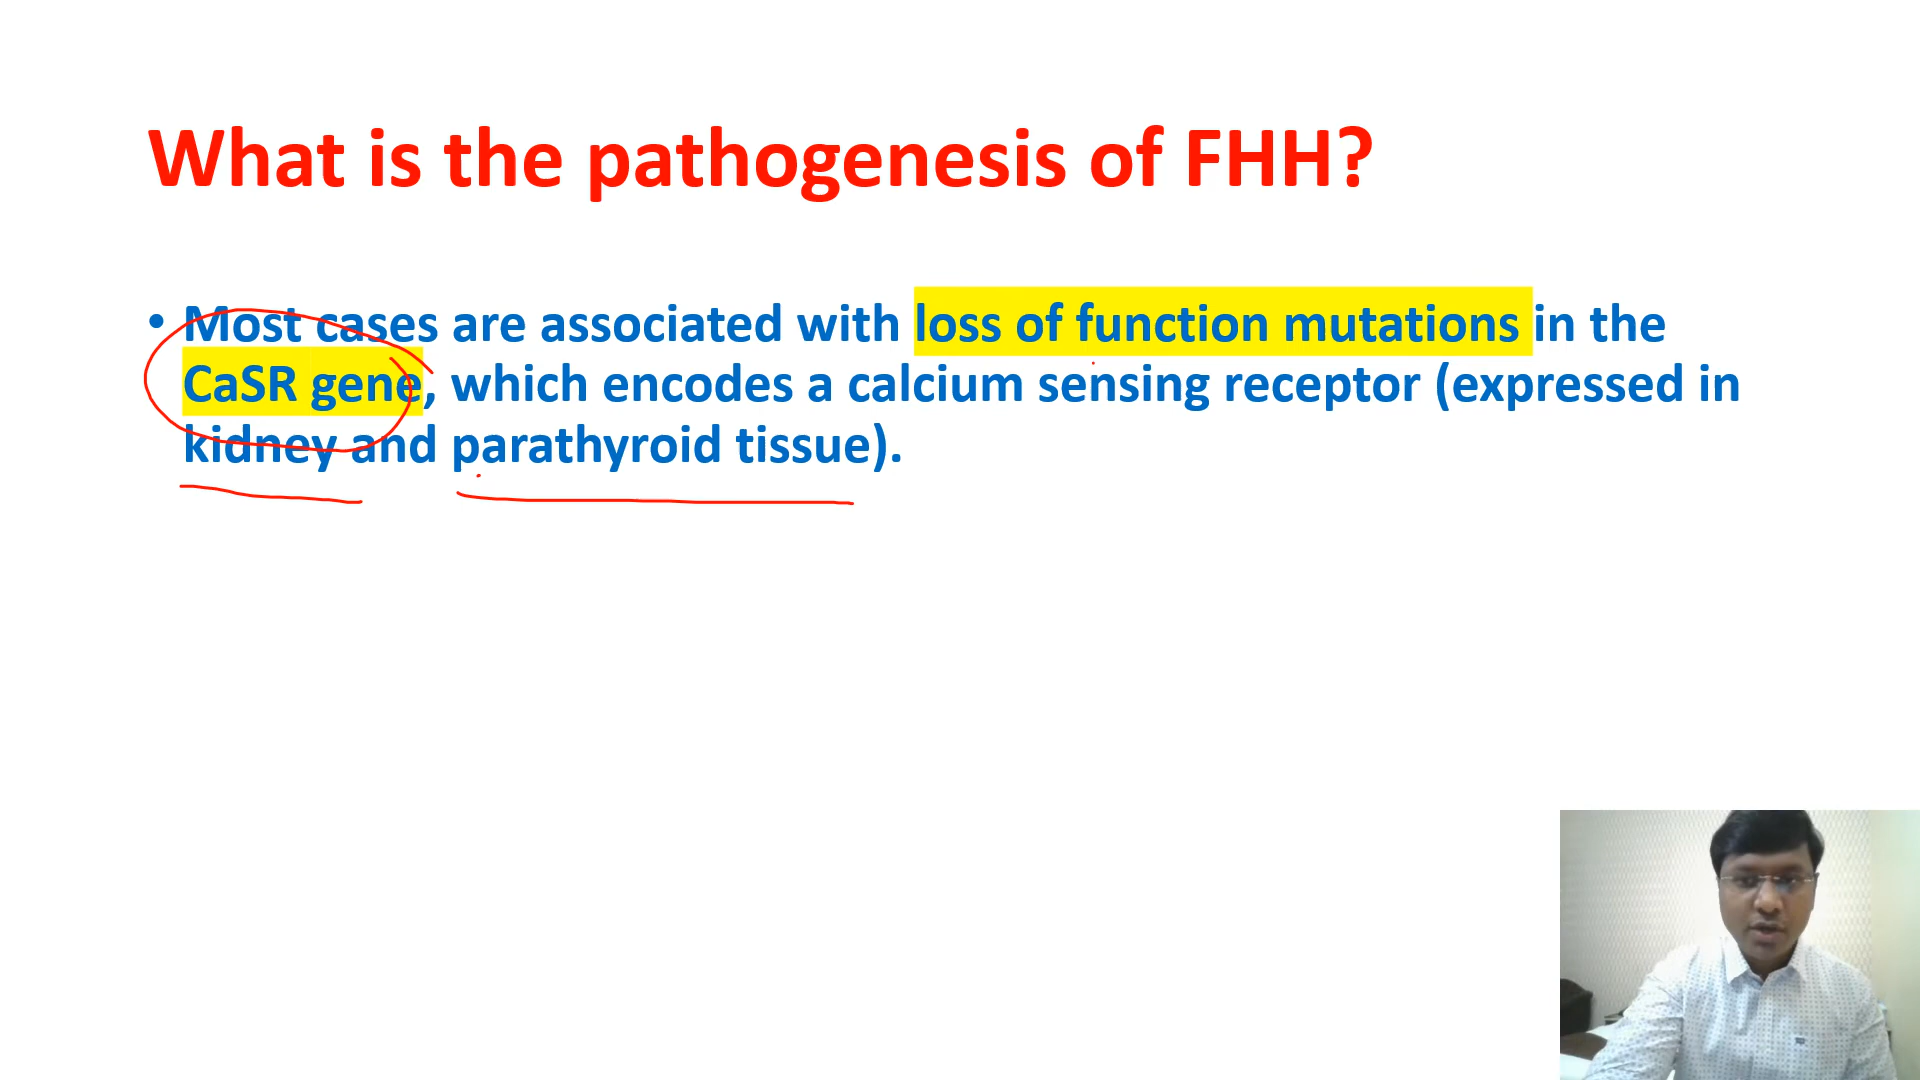 What is the pathogenesis of FHH?
• Most cases are associated with loss of function mutations in the
CaSR gene, which encodes a calcium sensing receptor (expressed in
kidney and parathyroid tissue).